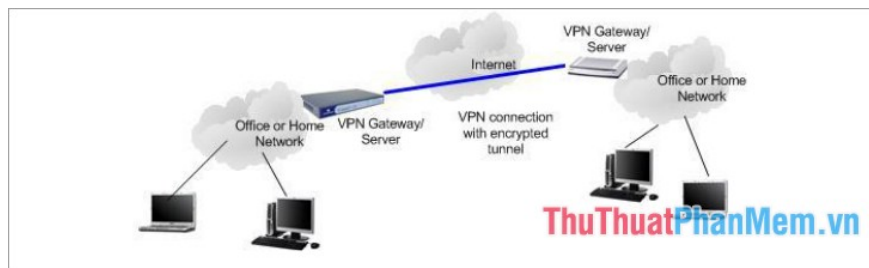 VPN Gateway/
Server
Internet
Office or Home
Network
VPN Gateway/
Server
VPN connection
with encrypted
tunnel
Office or Home
Network
ThuThuatPhanMem.vn